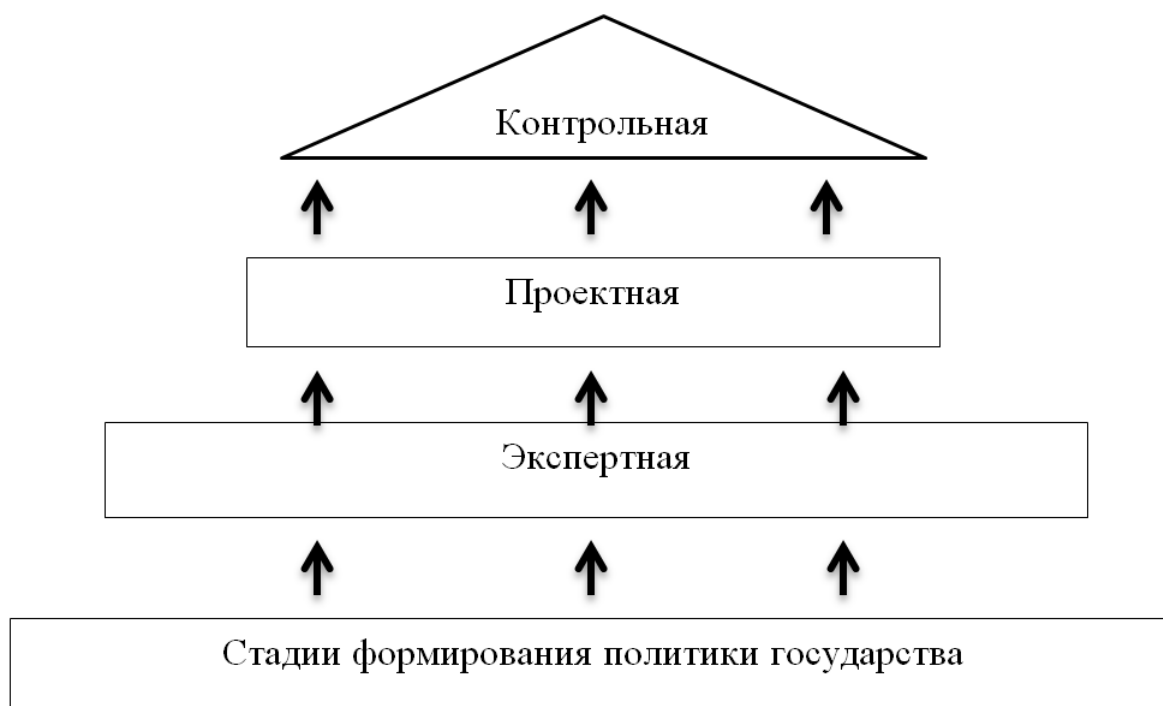 Контрольная
Проектная
Экспертная
Стадии формирования политики государства